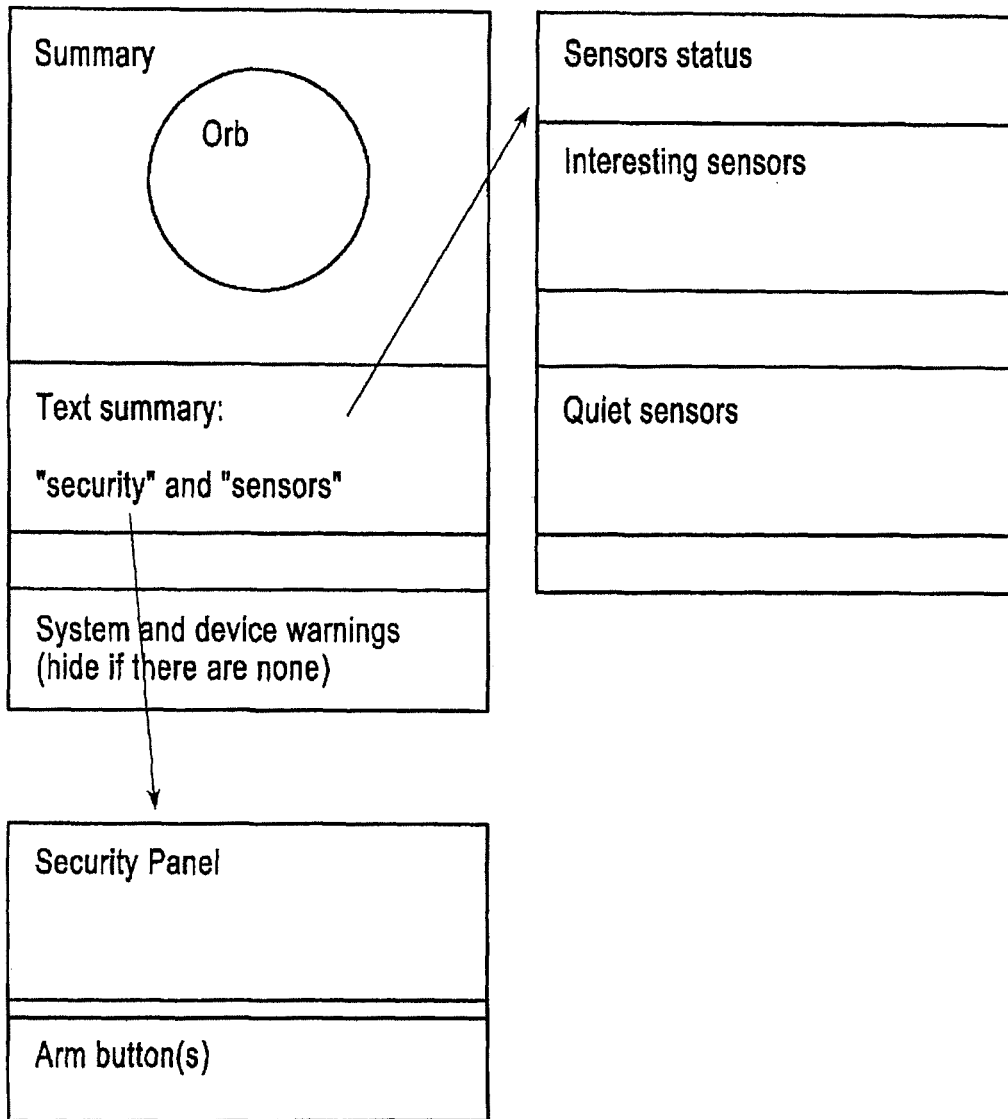 Summary
Orb
Text summary:
"security" and "sensors"
System and device warnings
(hide if there are none)
Sensors status
Interesting sensors
Quiet sensors
Security Panel
Arm button(s)